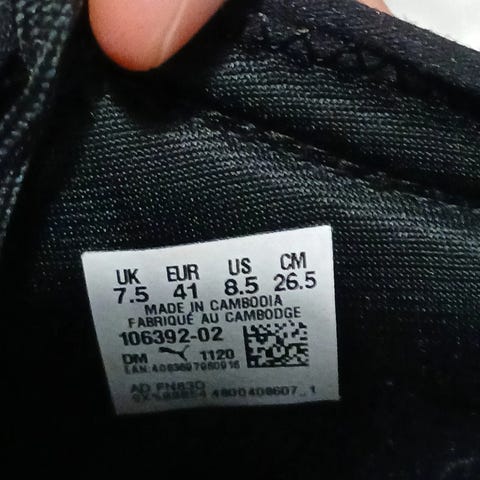 UK EUR US CM
7.5 41 8.5 26.5
MADE IN CAMBODIA
FABRIQUÉ AU CAMBODGE
106392-02
DM 1120
4800408607_1